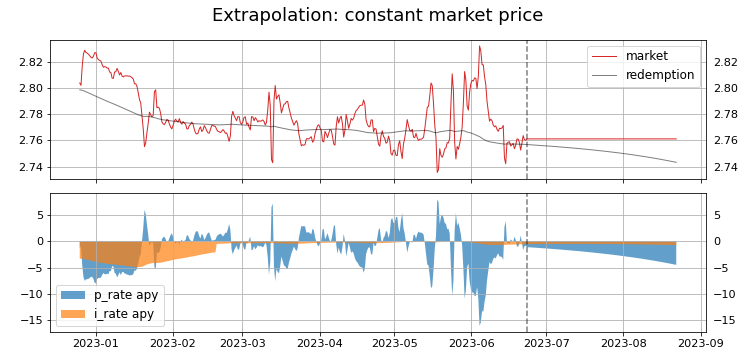 Extrapolation: constant market price
2.82 2.82
2.80 2.80
2.78 2.78
2.76 2.76
2.74 2.74
market
redemption
5 5
0 0
−5 −5
−10 −10
−15 −15
p_rate apy
i_rate apy
2023-01 2023-02 2023-03 2023-04 2023-05 2023-06 2023-07 2023-08 2023-09